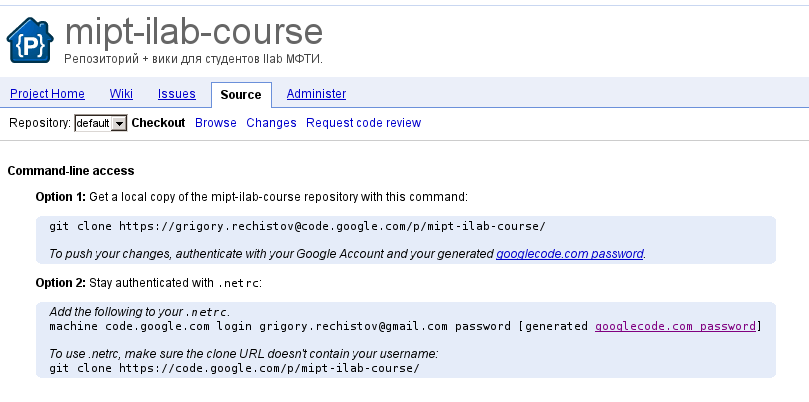 {P}
mipt-ilab-course
Репозиторий + вики для студентов Ilab МФТИ.
Project Home Wiki Issues Source Administer
Repository: default Checkout Browse Changes Request code review
Command-line access
Option 1: Get a local copy of the mipt-ilab-course repository with this command:
git clone https://grigory.rechistov@code.google.com/p/mipt-ilab-course/
To push your changes, authenticate with your Google Account and your generated googlecode.com password.
Option 2: Stay authenticated with .netrc:
Add the following to your .netrc.
machine code.google.com login grigory.rechistov@gmail.com password [generated googlecode.com password]
To use .netrc, make sure the clone URL doesn't contain your username:
git clone https://code.google.com/p/mipt-ilab-course/